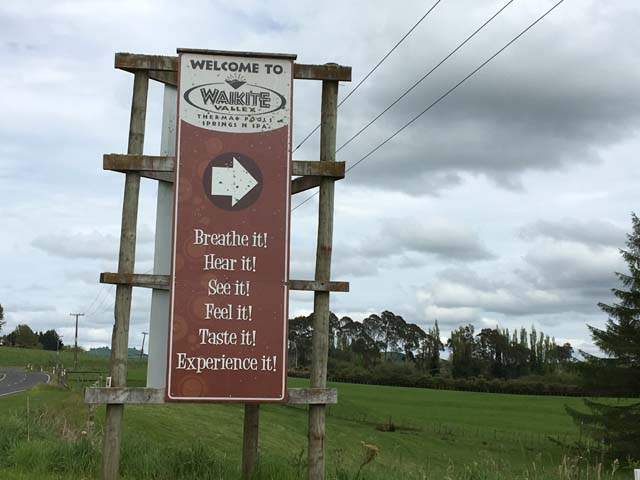 WELCOME TO
WAIKITE
VALLEY
THERMAL POOLS
SPRINGS N SPA
Breathe it!
Hear it!
See it!
Feel it!
Taste it!
Experience it!